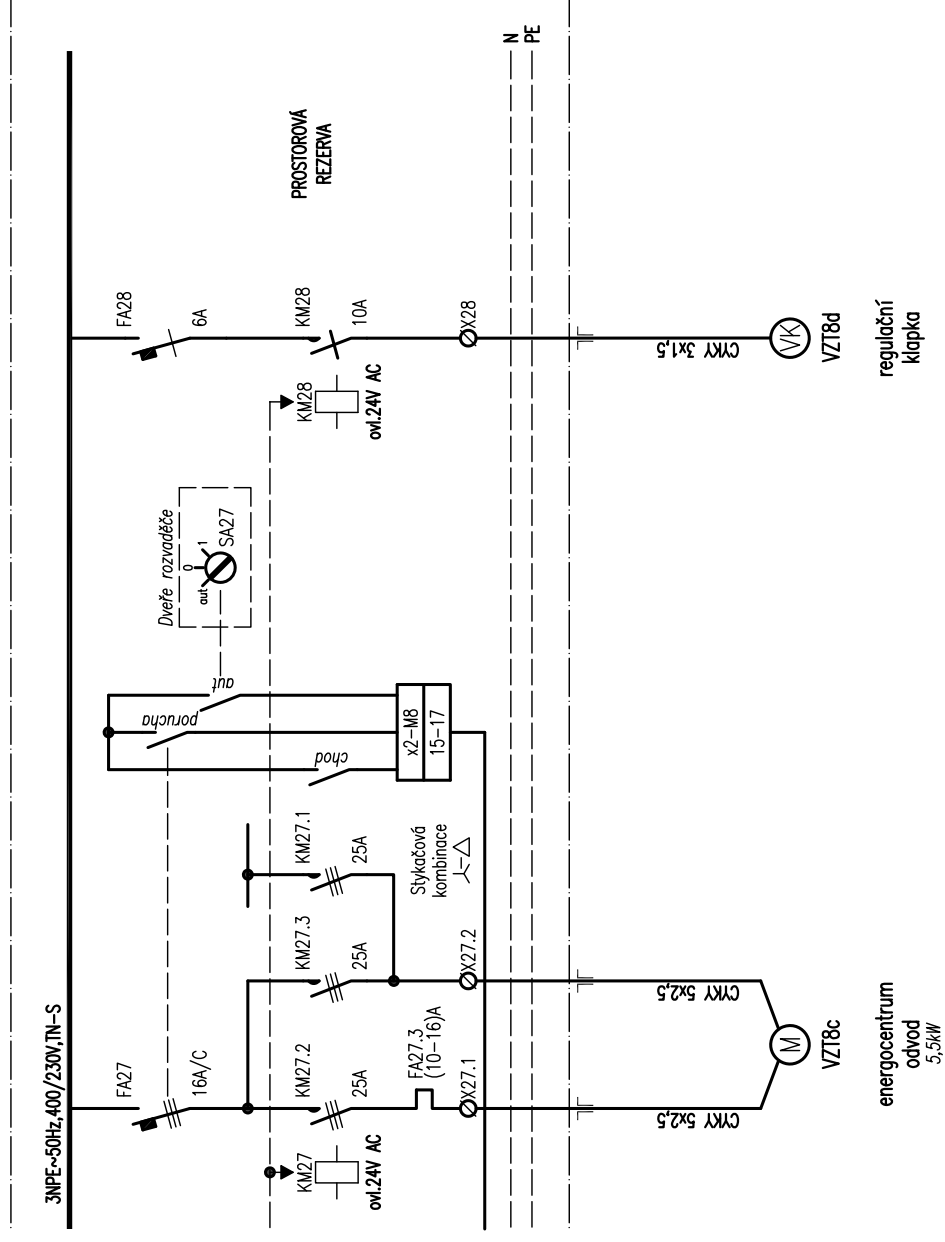 3NPE~50Hz,400/230V,TN-S
FA27
16A/C
KM27
ovl.24V AC
KM27.2
25A
KM27.3
25A
KM27.1
25A
FA27.3
(10-16)A
X27.1
X27.2
Stykačová
kombinace
chod
porucha
aut
x2-M8
15-17
Dveře rozvaděče
aut
0
1
SA27
FA28
6A
KM28
ovl.24V AC
KM28
10A
X28
PROSTOROVÁ
REZERVA
N
PE
CYKY 5x2,5
CYKY 5x2,5
CYKY 3x1,5
M
VZT8c
energocentrum
odvod
5,5kW
VK
VZT8d
regulační
klapka